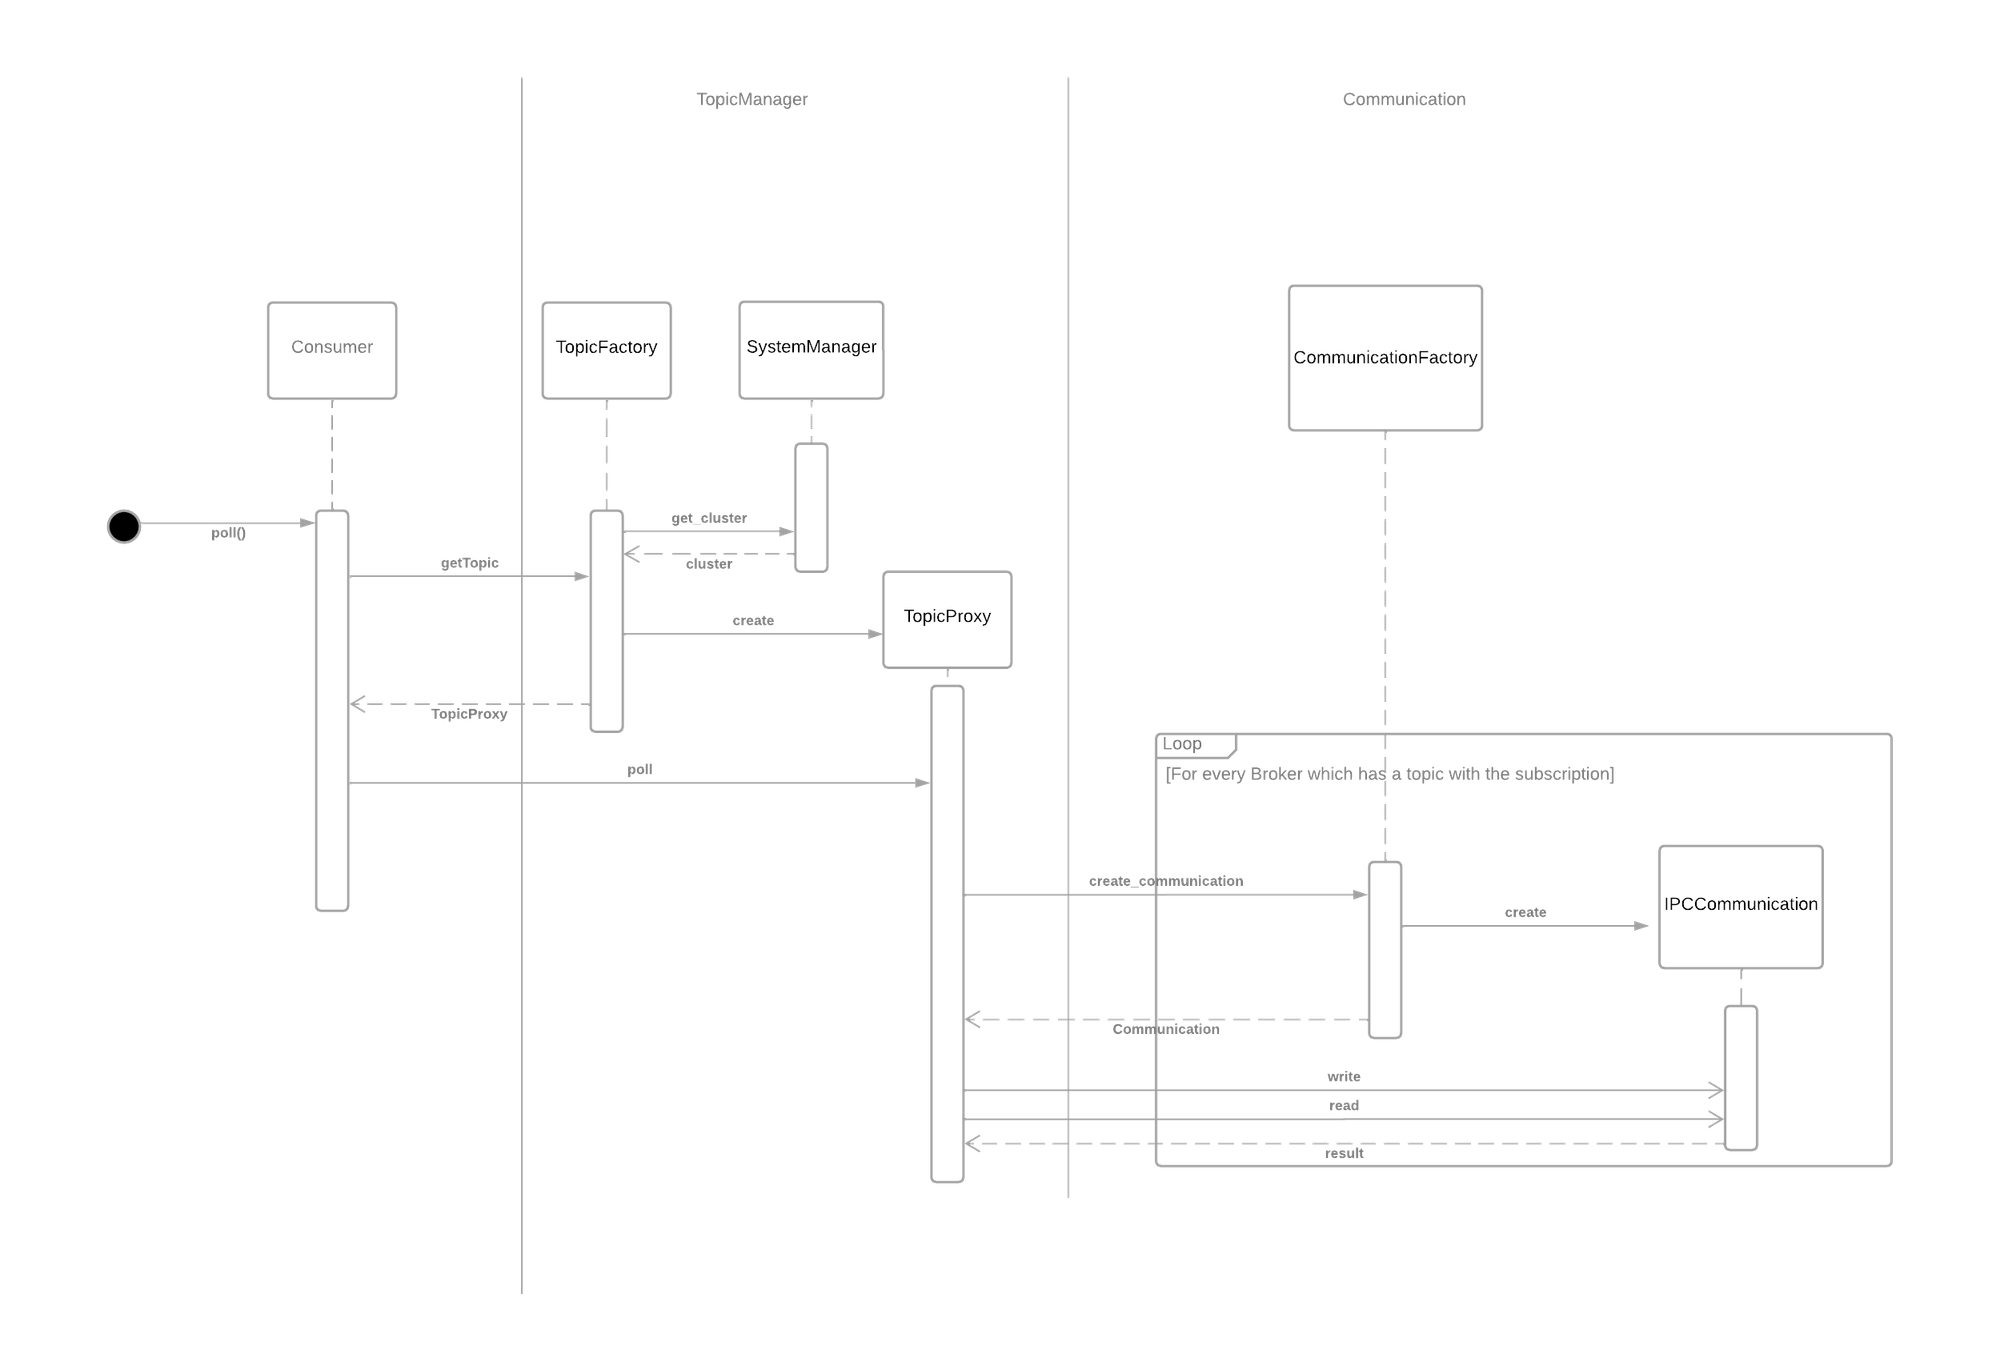 TopicManager
Communication
Consumer
TopicFactory
SystemManager
CommunicationFactory
get_cluster
poll()
cluster
getTopic
create
TopicProxy
TopicProxy
Loop
poll
[For every Broker which has a topic with the subscription]
create_communication
IPCCommunication
create
Communication
write
read
result